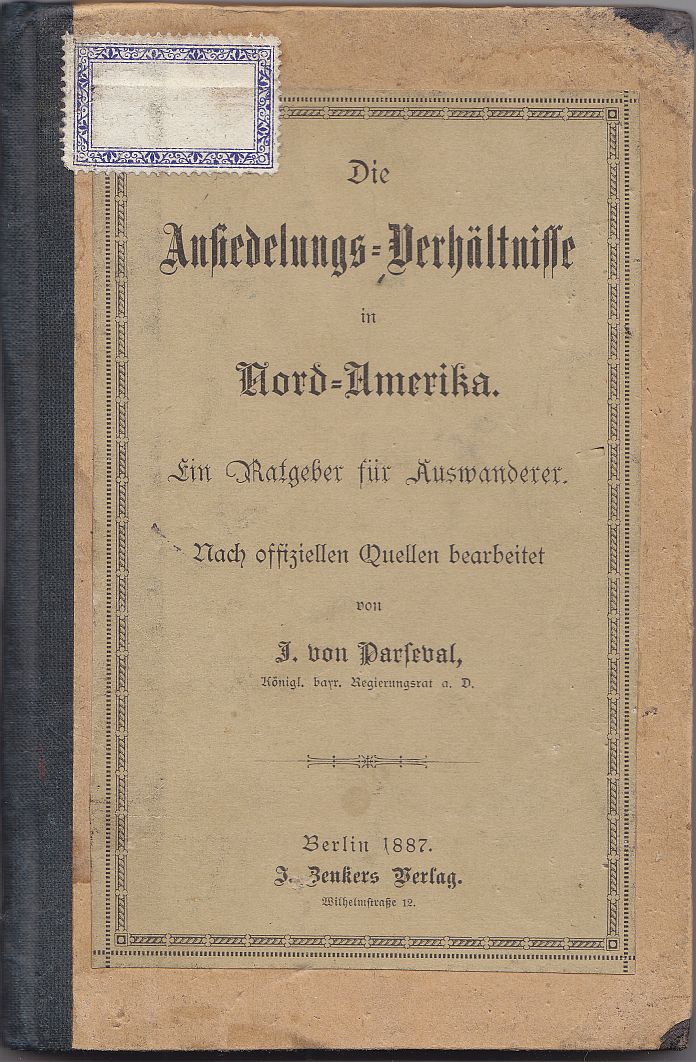 Die
Ansiedelungs-Verhältnisse
in
Nord-Amerika.
Ein Ratgeber für Auswanderer.
Nach offiziellen Quellen bearbeitet
von
J. von Parseval,
Königl. bayr. Regierungsrat a. D.
Berlin 1887.
J. Zenkers Verlag.
Wilhelmstraße 12.